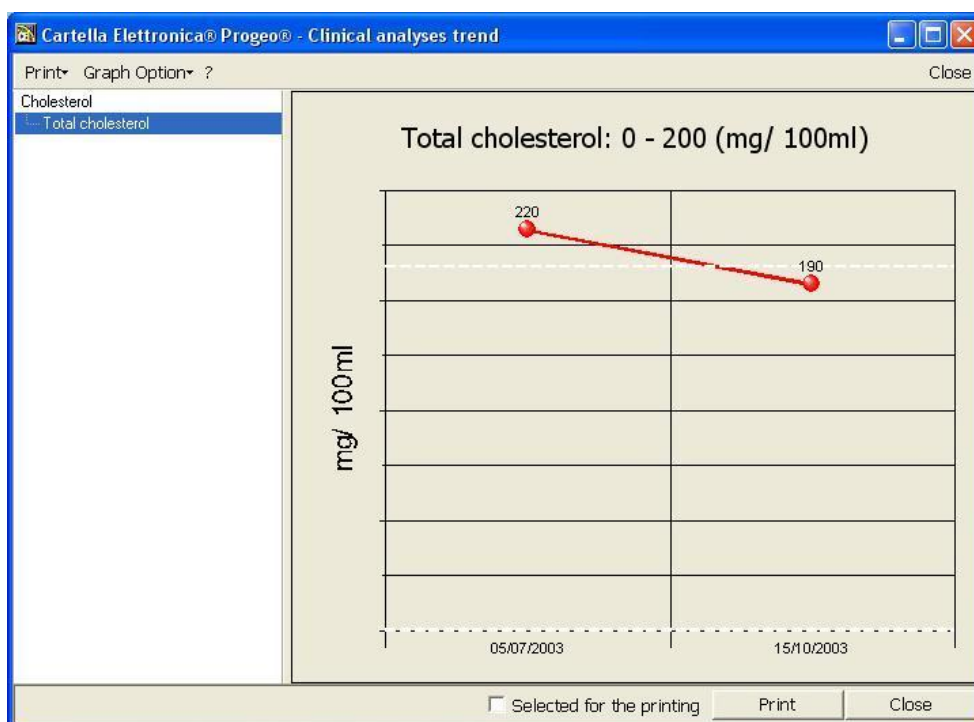 Cartella Elettronica® Progeo® - Clinical analyses trend
Print Graph Option ? Close
Cholesterol
Total cholesterol
Total cholesterol: 0 - 200 (mg/ 100ml)
220
190
mg/ 100ml
05/07/2003 15/10/2003
Selected for the printing Print Close